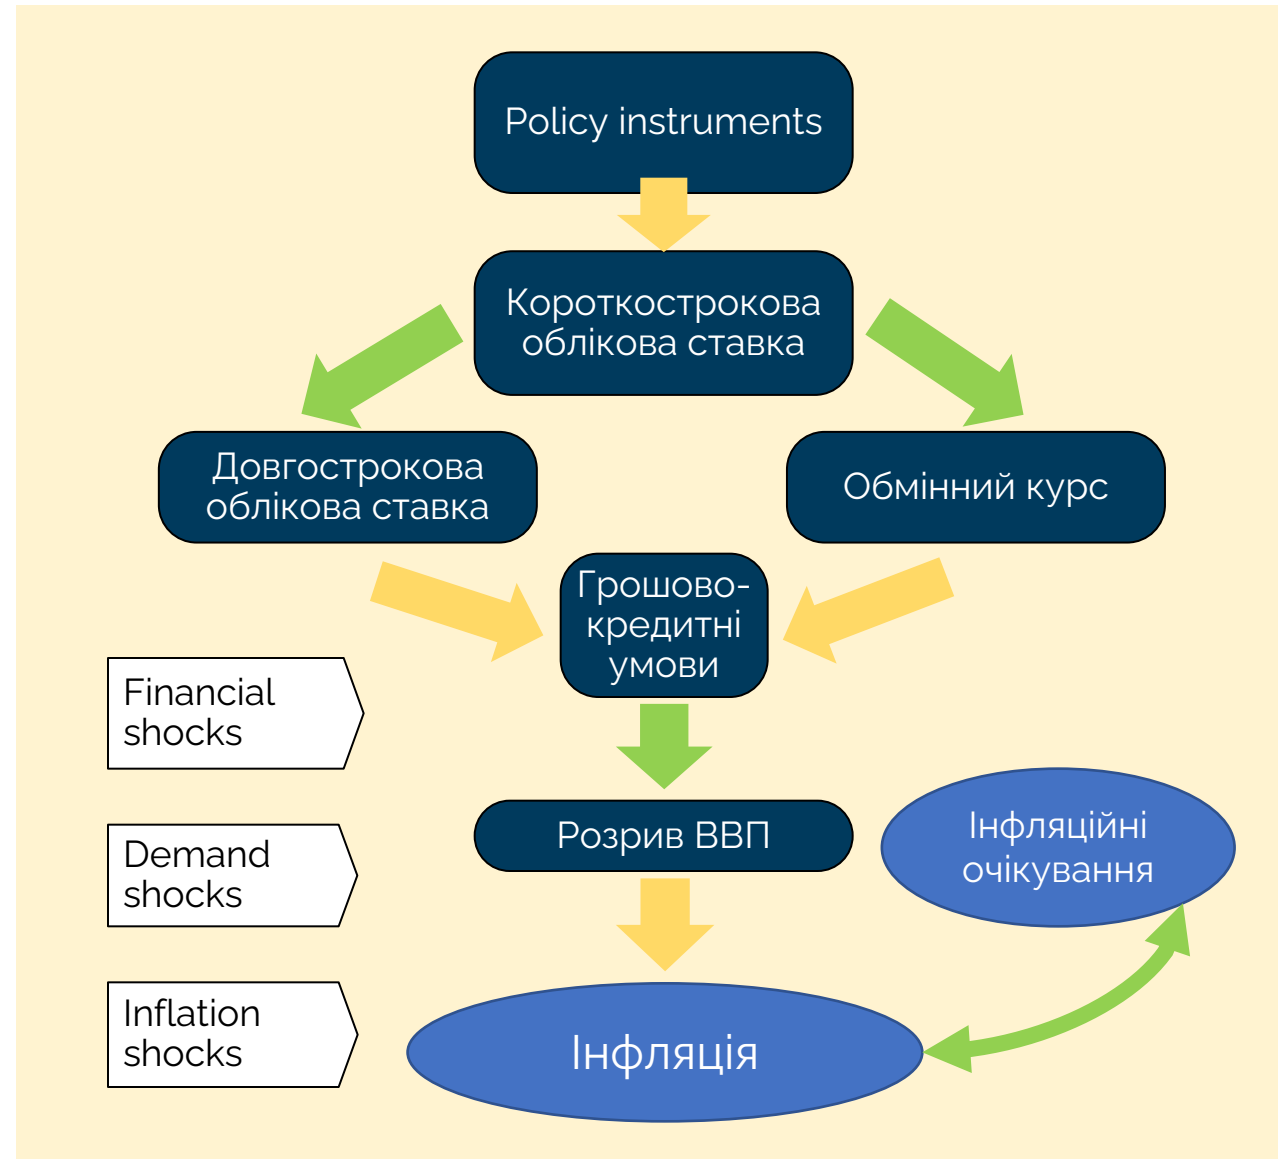 Policy instruments
Короткострокова
облікова ставка
Довгострокова
облікова ставка
Обмінний курс
Грошово-
кредитні
умови
Financial
shocks
Розрив ВВП
Інфляційні
очікування
Demand
shocks
Inflation
shocks
Інфляція